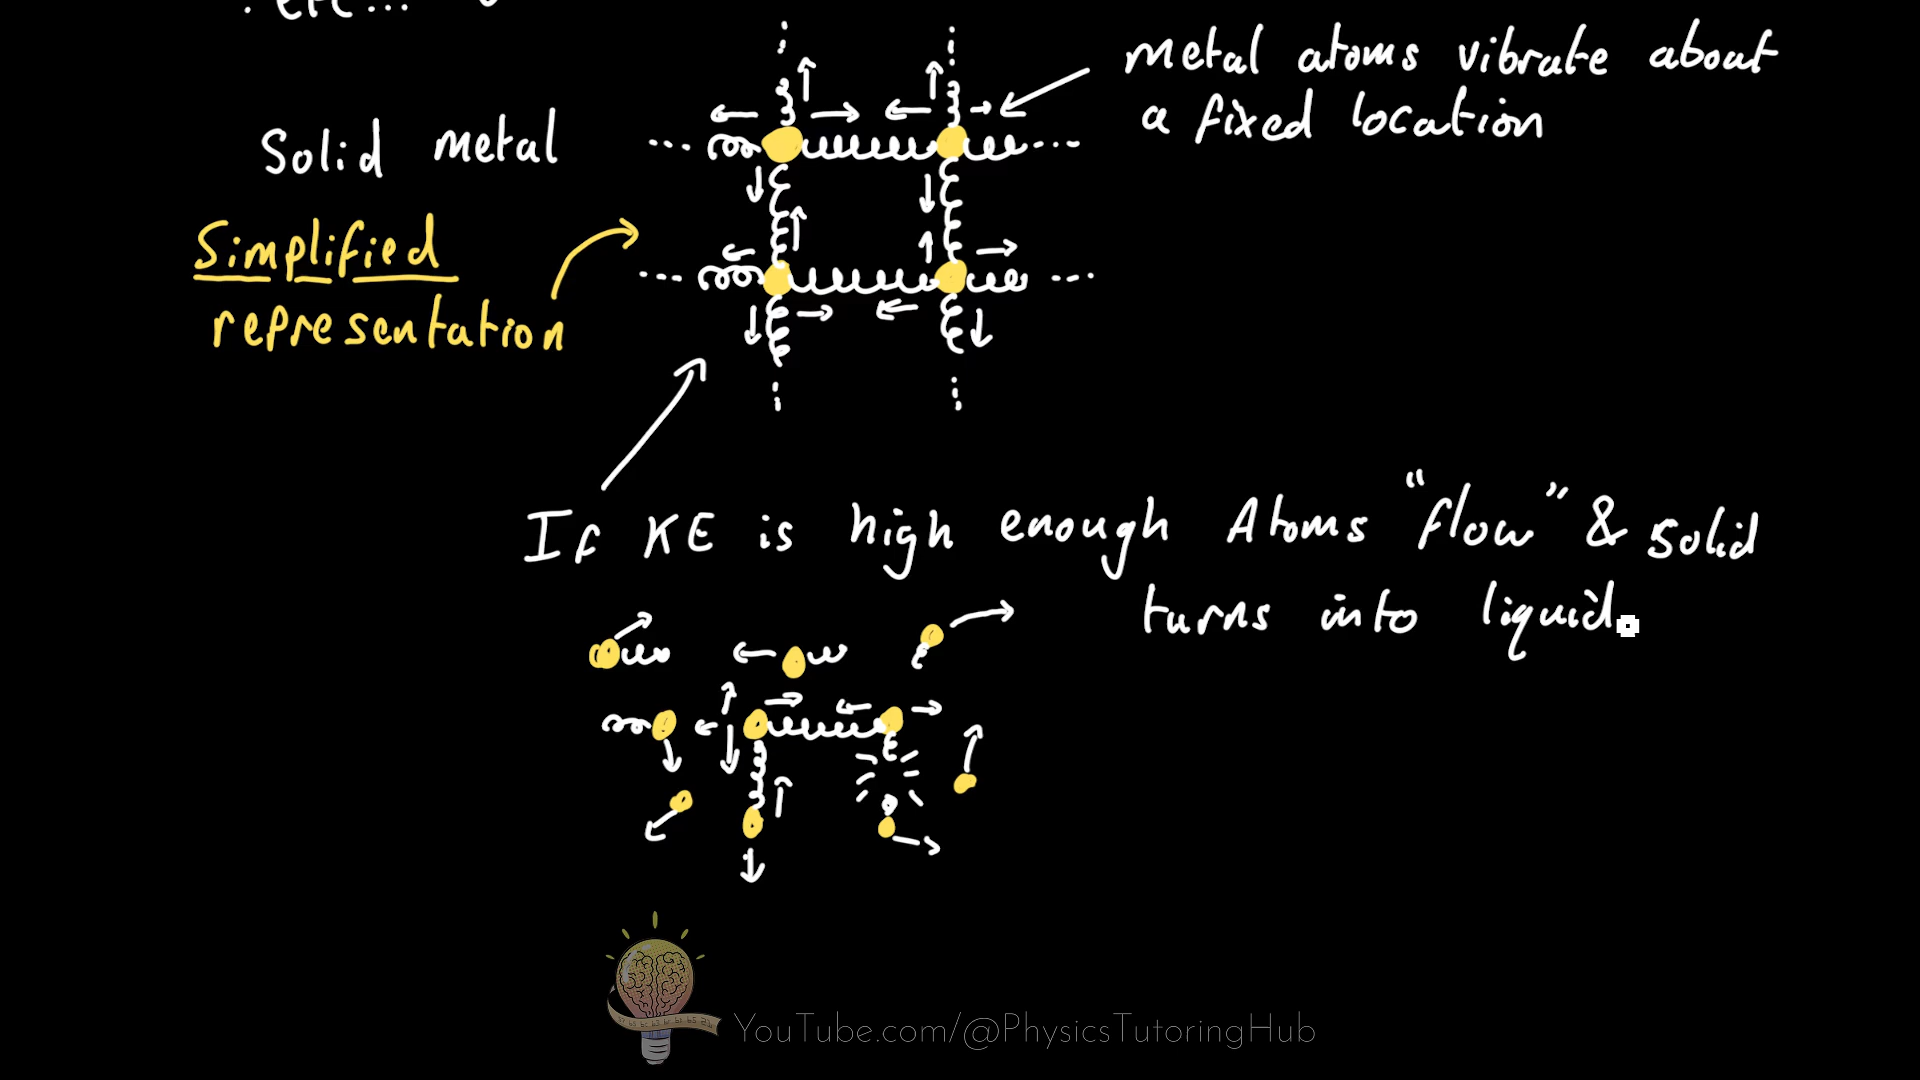 : etc...
metal atoms vibrate about
a fixed location
Solid metal
Simplified
representation
If KE is high enough Atoms "flow" & solid
turns into liquid.
YouTube.com/@PhysicsTutoringHub